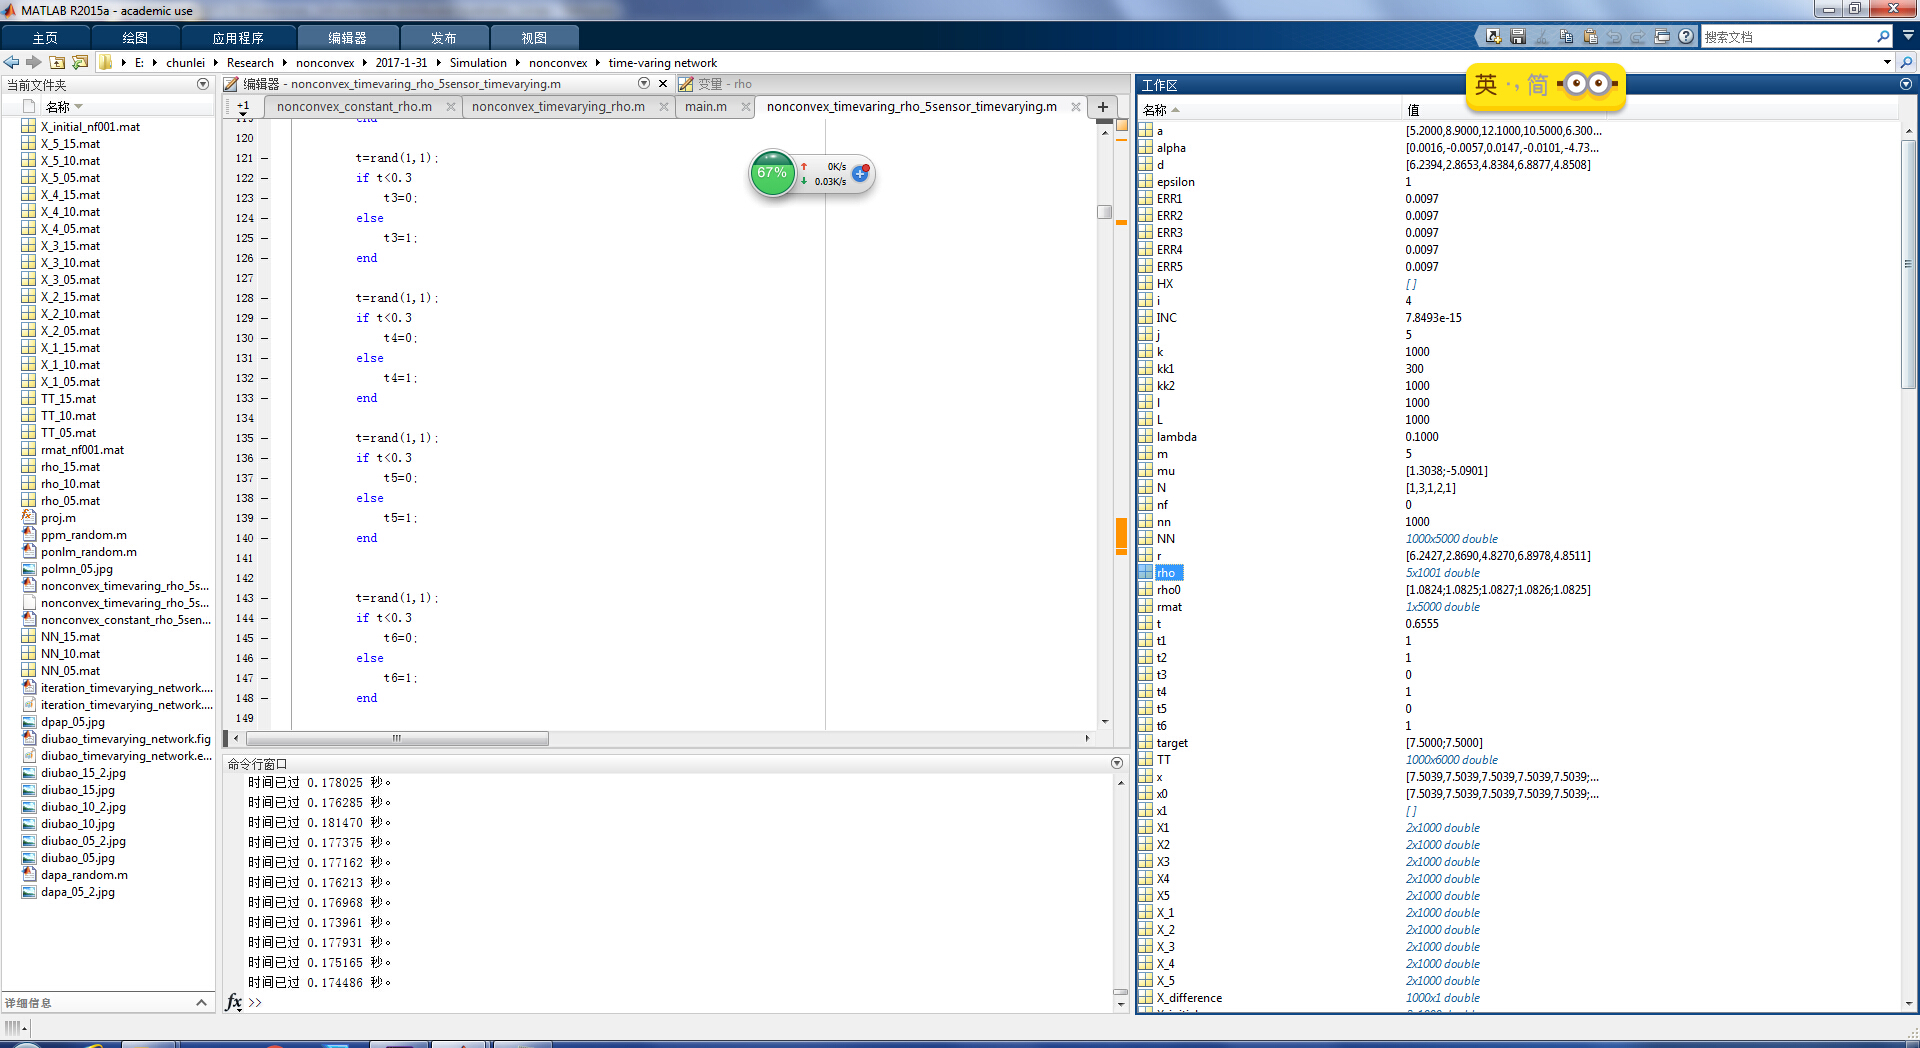 MATLAB R2015a - academic use
主页 绘图 应用程序 编辑器 发布 视图 搜索文档
E: chunlei Research nonconvex 2017-1-31 Simulation nonconvex time-varing network
当前文件夹
名称
X_initial_nf001.mat
X_5_15.mat
X_5_10.mat
X_5_05.mat
X_4_15.mat
X_4_10.mat
X_4_05.mat
X_3_15.mat
X_3_10.mat
X_3_05.mat
X_2_15.mat
X_2_10.mat
X_2_05.mat
X_1_15.mat
X_1_10.mat
X_1_05.mat
TT_15.mat
TT_10.mat
TT_05.mat
rmat_nf001.mat
rho_15.mat
rho_10.mat
rho_05.mat
proj.m
ppm_random.m
ponlm_random.m
polmn_05.jpg
nonconvex_timevaring_rho_5s...
nonconvex_timevaring_rho_5s...
nonconvex_constant_rho_5sen...
NN_15.mat
NN_10.mat
NN_05.mat
iteration_timevarying_network....
iteration_timevarying_network....
dpap_05.jpg
diubao_timevarying_network.fig
diubao_timevarying_network.e...
diubao_15_2.jpg
diubao_15.jpg
diubao_10_2.jpg
diubao_10.jpg
diubao_05_2.jpg
diubao_05.jpg
dapa_random.m
dapa_05_2.jpg
详细信息
编辑器 - nonconvex_timevaring_rho_5sensor_timevarying.m
变量 - rho
+1 nonconvex_constant_rho.m nonconvex_timevarying_rho.m main.m nonconvex_timevaring_rho_5sensor_timevarying.m +
119 end
120
121 – t=rand(1,1);
122 – if t<0.3
123 – t3=0;
124 – else
125 – t3=1;
126 – end
127
128 – t=rand(1,1);
129 – if t<0.3
130 – t4=0;
131 – else
132 – t4=1;
133 – end
134
135 – t=rand(1,1);
136 – if t<0.3
137 – t5=0;
138 – else
139 – t5=1;
140 – end
141
142
143 – t=rand(1,1);
144 – if t<0.3
145 – t6=0;
146 – else
147 – t6=1;
148 – end
149
67% 0K/s
0.03K/s
命令行窗口
时间已过 0.178025 秒。
时间已过 0.176285 秒。
时间已过 0.181470 秒。
时间已过 0.177375 秒。
时间已过 0.177162 秒。
时间已过 0.176213 秒。
时间已过 0.176968 秒。
时间已过 0.173961 秒。
时间已过 0.177931 秒。
时间已过 0.175165 秒。
时间已过 0.174486 秒。
fx >>
工作区
英 ·, 简
名称 值
a [5.2000,8.9000,12.1000,10.5000,6.300...
alpha [0.0016,-0.0057,0.0147,-0.0101,-4.73...
d [6.2394,2.8653,4.8384,6.8877,4.8508]
epsilon 1
ERR1 0.0097
ERR2 0.0097
ERR3 0.0097
ERR4 0.0097
ERR5 0.0097
HX []
i 4
INC 7.8493e-15
j 5
k 1000
kk1 300
kk2 1000
l 1000
L 1000
lambda 0.1000
m 5
mu [1.3038;-5.0901]
N [1,3,1,2,1]
nf 0
nn 1000
NN 1000x5000 double
r [6.2427,2.8690,4.8270,6.8978,4.8511]
rho 5x1001 double
rho0 [1.0824;1.0825;1.0827;1.0826;1.0825]
rmat 1x5000 double
t 0.6555
t1 1
t2 1
t3 0
t4 1
t5 0
t6 1
target [7.5000;7.5000]
TT 1000x6000 double
x [7.5039,7.5039,7.5039,7.5039,7.5039;...
x0 [7.5039,7.5039,7.5039,7.5039,7.5039;...
x1 []
X1 2x1000 double
X2 2x1000 double
X3 2x1000 double
X4 2x1000 double
X5 2x1000 double
X_1 2x1000 double
X_2 2x1000 double
X_3 2x1000 double
X_4 2x1000 double
X_5 2x1000 double
X_difference 1000x1 double